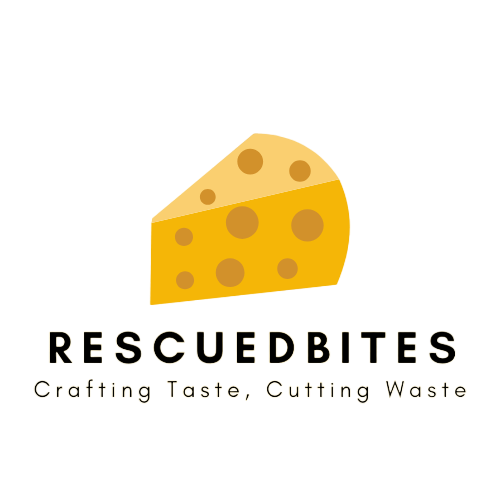 RESCUEDBITES
Crafting Taste, Cutting Waste